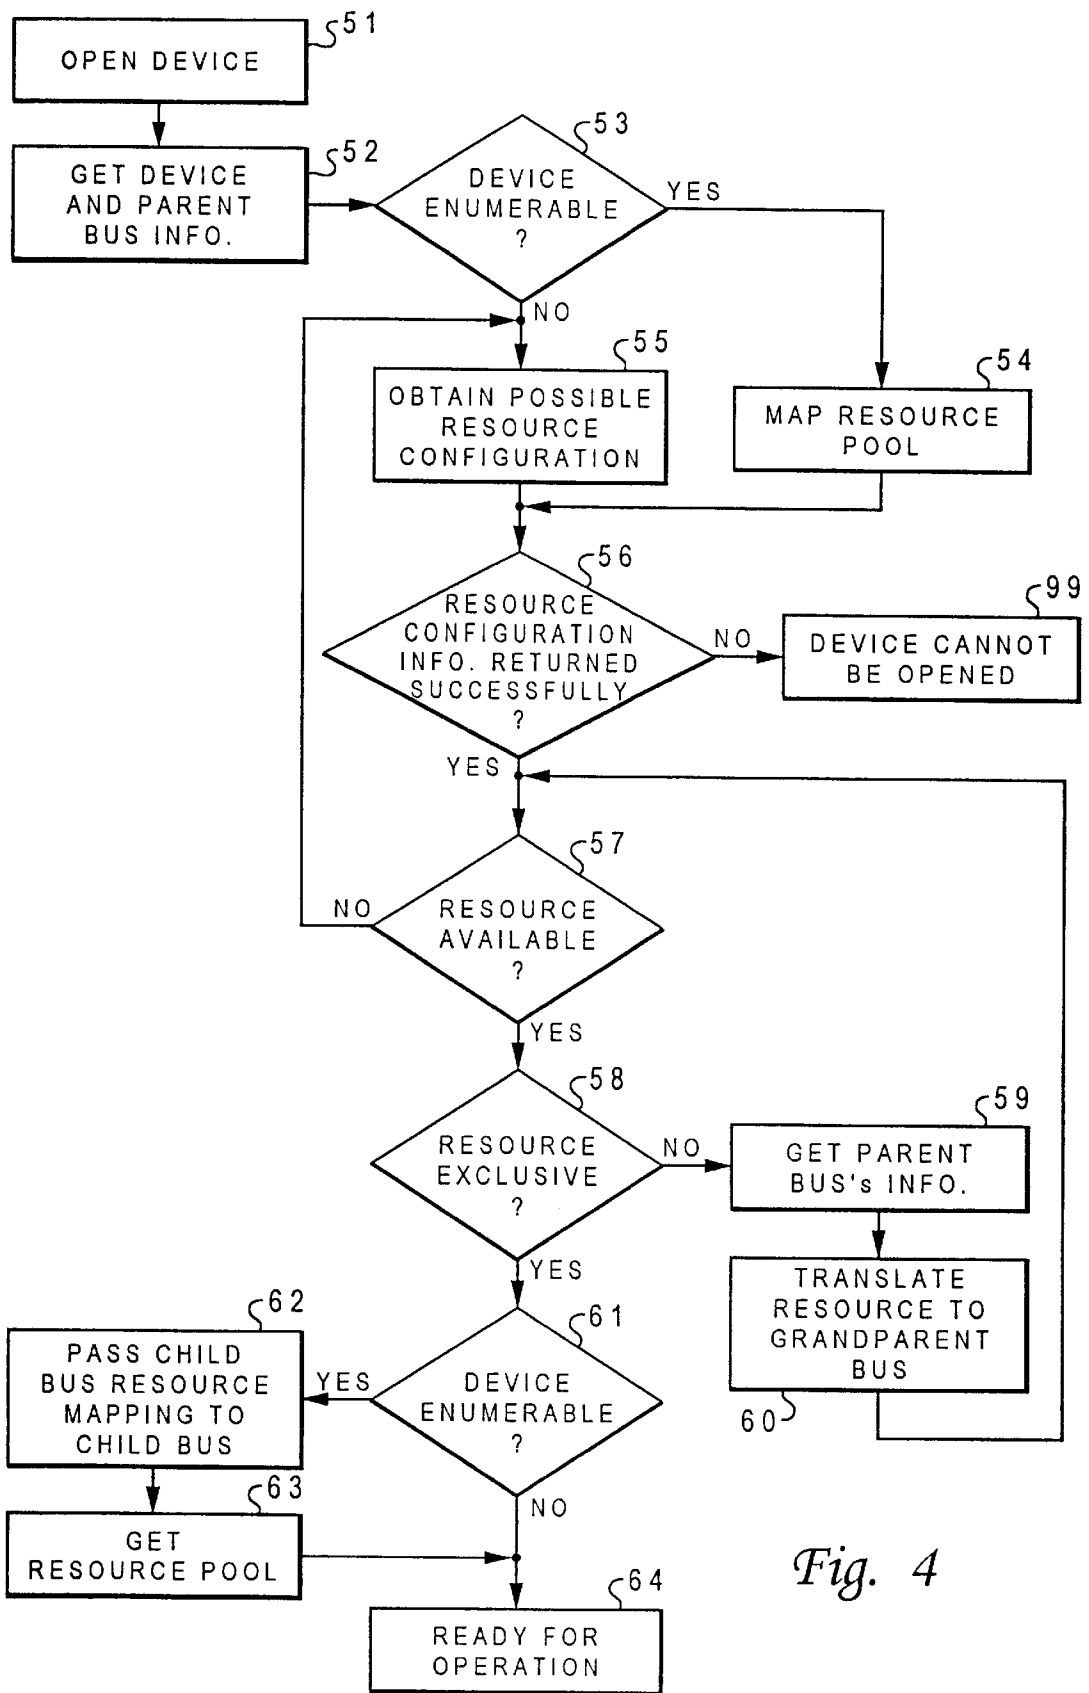 51
OPEN DEVICE
52
GET DEVICE
AND PARENT
BUS INFO.
53
DEVICE
ENUMERABLE
?
YES
NO
55
OBTAIN POSSIBLE
RESOURCE
CONFIGURATION
54
MAP RESOURCE
POOL
56
RESOURCE
CONFIGURATION
INFO. RETURNED
SUCCESSFULLY
?
NO
99
DEVICE CANNOT
BE OPENED
YES
57
RESOURCE
AVAILABLE
?
NO
YES
58
RESOURCE
EXCLUSIVE
?
NO
59
GET PARENT
BUS's INFO.
YES
TRANSLATE
RESOURCE TO
GRANDPARENT
BUS
60
61
DEVICE
ENUMERABLE
?
YES
62
PASS CHILD
BUS RESOURCE
MAPPING TO
CHILD BUS
NO
63
GET
RESOURCE POOL
64
READY FOR
OPERATION
Fig. 4